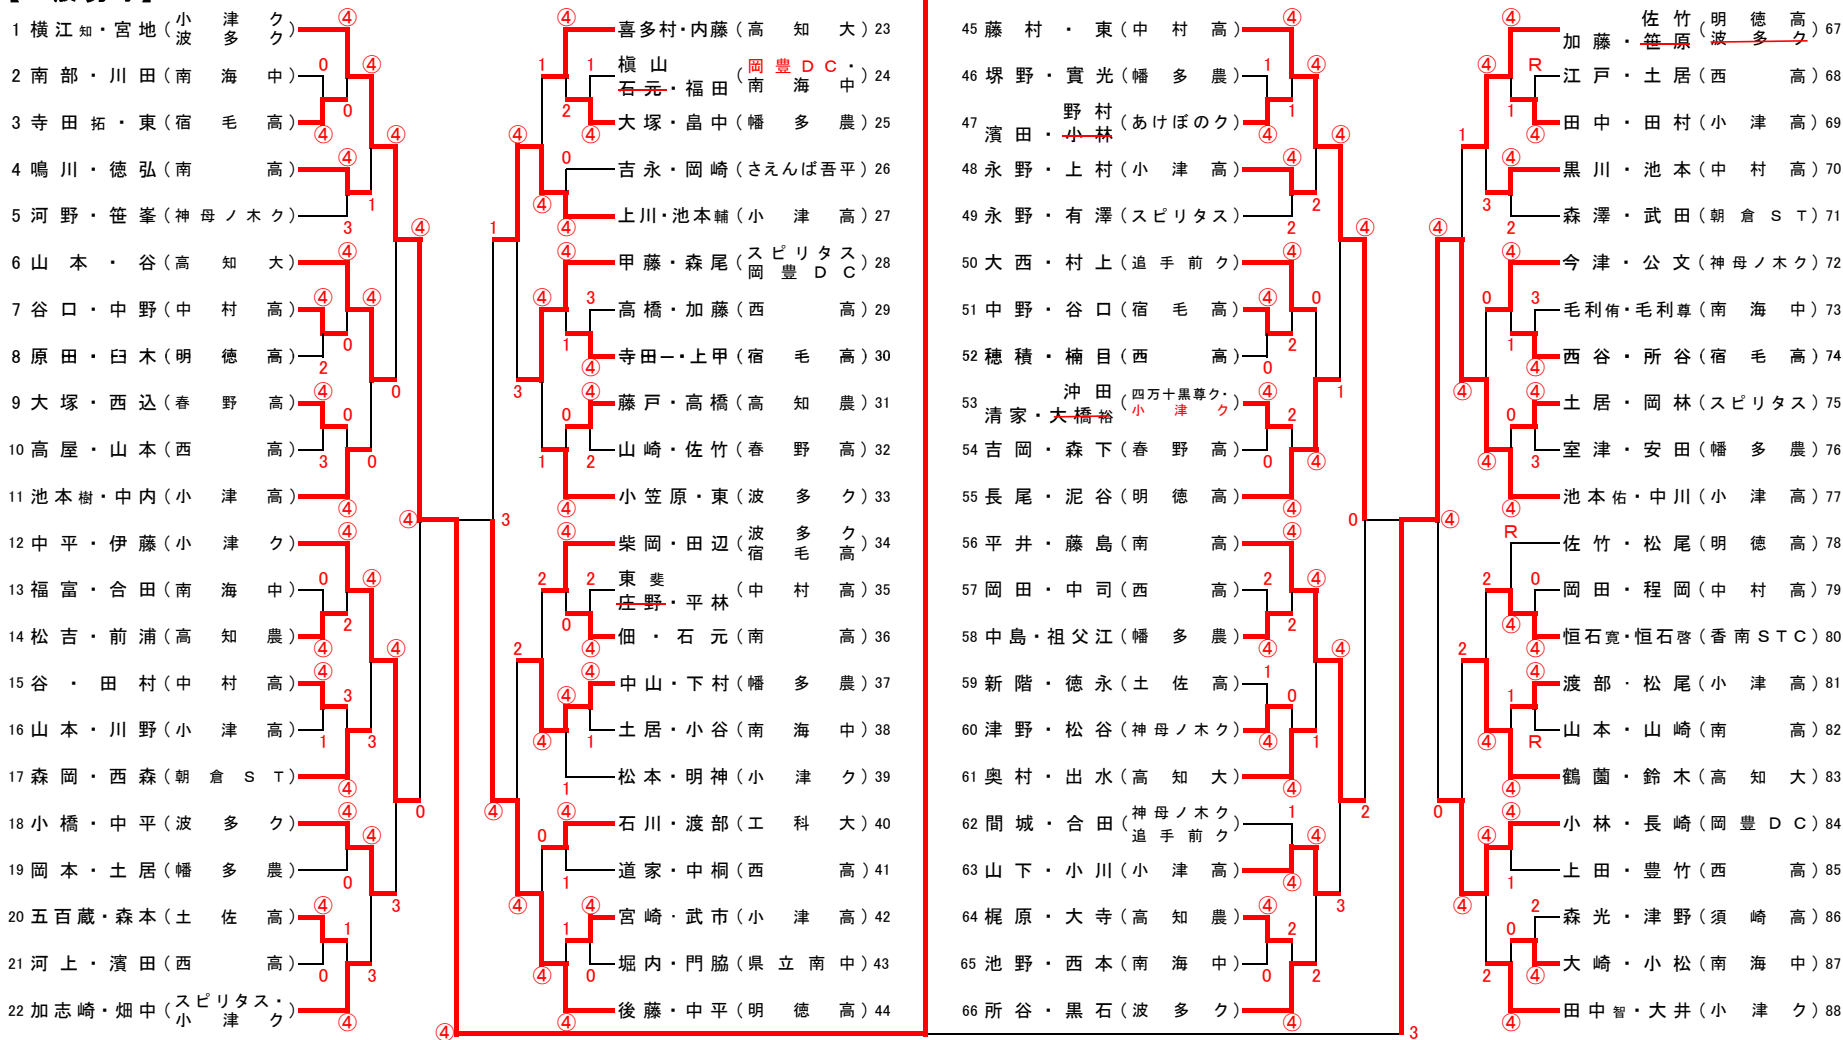 1 横江知・宮地(小津ク 波多ク)
2 南部・川田(南海中)
3 寺田拓・東(宿毛高)
4 鳴川・徳弘(南高)
5 河野・笹峯(神母ノ木ク)
6 山本・谷(高知大)
7 谷口・中野(中村高)
8 原田・臼木(明徳高)
9 大塚・西込(春野高)
10 高屋・山本(西高)
11 池本樹・中内(小津高)
12 中平・伊藤(小津ク)
13 福富・合田(南海中)
14 松吉・前浦(高知農)
15 谷・田村(中村高)
16 山本・川野(小津高)
17 森岡・西森(朝倉ST)
18 小橋・中平(波多ク)
19 岡本・土居(幡多農)
20 五百蔵・森本(土佐高)
21 河上・濱田(西高)
22 加志崎・畑中(スピリタス・小津ク)
喜多村・内藤(高知大)23
槇山
石元・福田(岡豊DC・南海中)24
大塚・畠中(幡多農)25
吉永・岡崎(さえんば吾平)26
上川・池本輔(小津高)27
甲藤・森尾(スピリタス 岡豊DC)28
高橋・加藤(西高)29
寺田一・上甲(宿毛高)30
藤戸・高橋(高知農)31
山崎・佐竹(春野高)32
小笠原・東(波多ク)33
柴岡・田辺(波多ク 宿毛高)34
東斐
庄野・平林(中村高)35
佃・石元(南高)36
中山・下村(幡多農)37
土居・小谷(南海中)38
松本・明神(小津ク)39
石川・渡部(工科大)40
道家・中桐(西高)41
宮崎・武市(小津高)42
堀内・門脇(県立南中)43
後藤・中平(明徳高)44
45 藤村・東(中村高)
46 堺野・實光(幡多農)
野村
47 濱田・小林(あけぼのク)
48 永野・上村(小津高)
49 永野・有澤(スピリタス)
50 大西・村上(追手前ク)
51 中野・谷口(宿毛高)
52 穂積・楠目(西高)
沖田
53 清家・大橋裕(四万十黒尊ク・小津ク)
54 吉岡・森下(春野高)
55 長尾・泥谷(明徳高)
56 平井・藤島(南高)
57 岡田・中司(西高)
58 中島・祖父江(幡多農)
59 新階・徳永(土佐高)
60 津野・松谷(神母ノ木ク)
61 奥村・出水(高知大)
62 間城・合田(神母ノ木ク 追手前ク)
63 山下・小川(小津高)
64 梶原・大寺(高知農)
65 池野・西本(南海中)
66 所谷・黒石(波多ク)
佐竹
加藤・笹原(明徳高 波多ク)67
江戸・土居(西高)68
田中・田村(小津高)69
黒川・池本(中村高)70
森澤・武田(朝倉ST)71
今津・公文(神母ノ木ク)72
毛利侑・毛利尊(南海中)73
西谷・所谷(宿毛高)74
土居・岡林(スピリタス)75
室津・安田(幡多農)76
池本佑・中川(小津高)77
佐竹・松尾(明徳高)78
岡田・程岡(中村高)79
恒石寛・恒石啓(香南STC)80
渡部・松尾(小津高)81
山本・山崎(南高)82
鶴薗・鈴木(高知大)83
小林・長崎(岡豊DC)84
上田・豊竹(西高)85
森光・津野(須崎高)86
大崎・小松(南海中)87
田中智・大井(小津ク)88